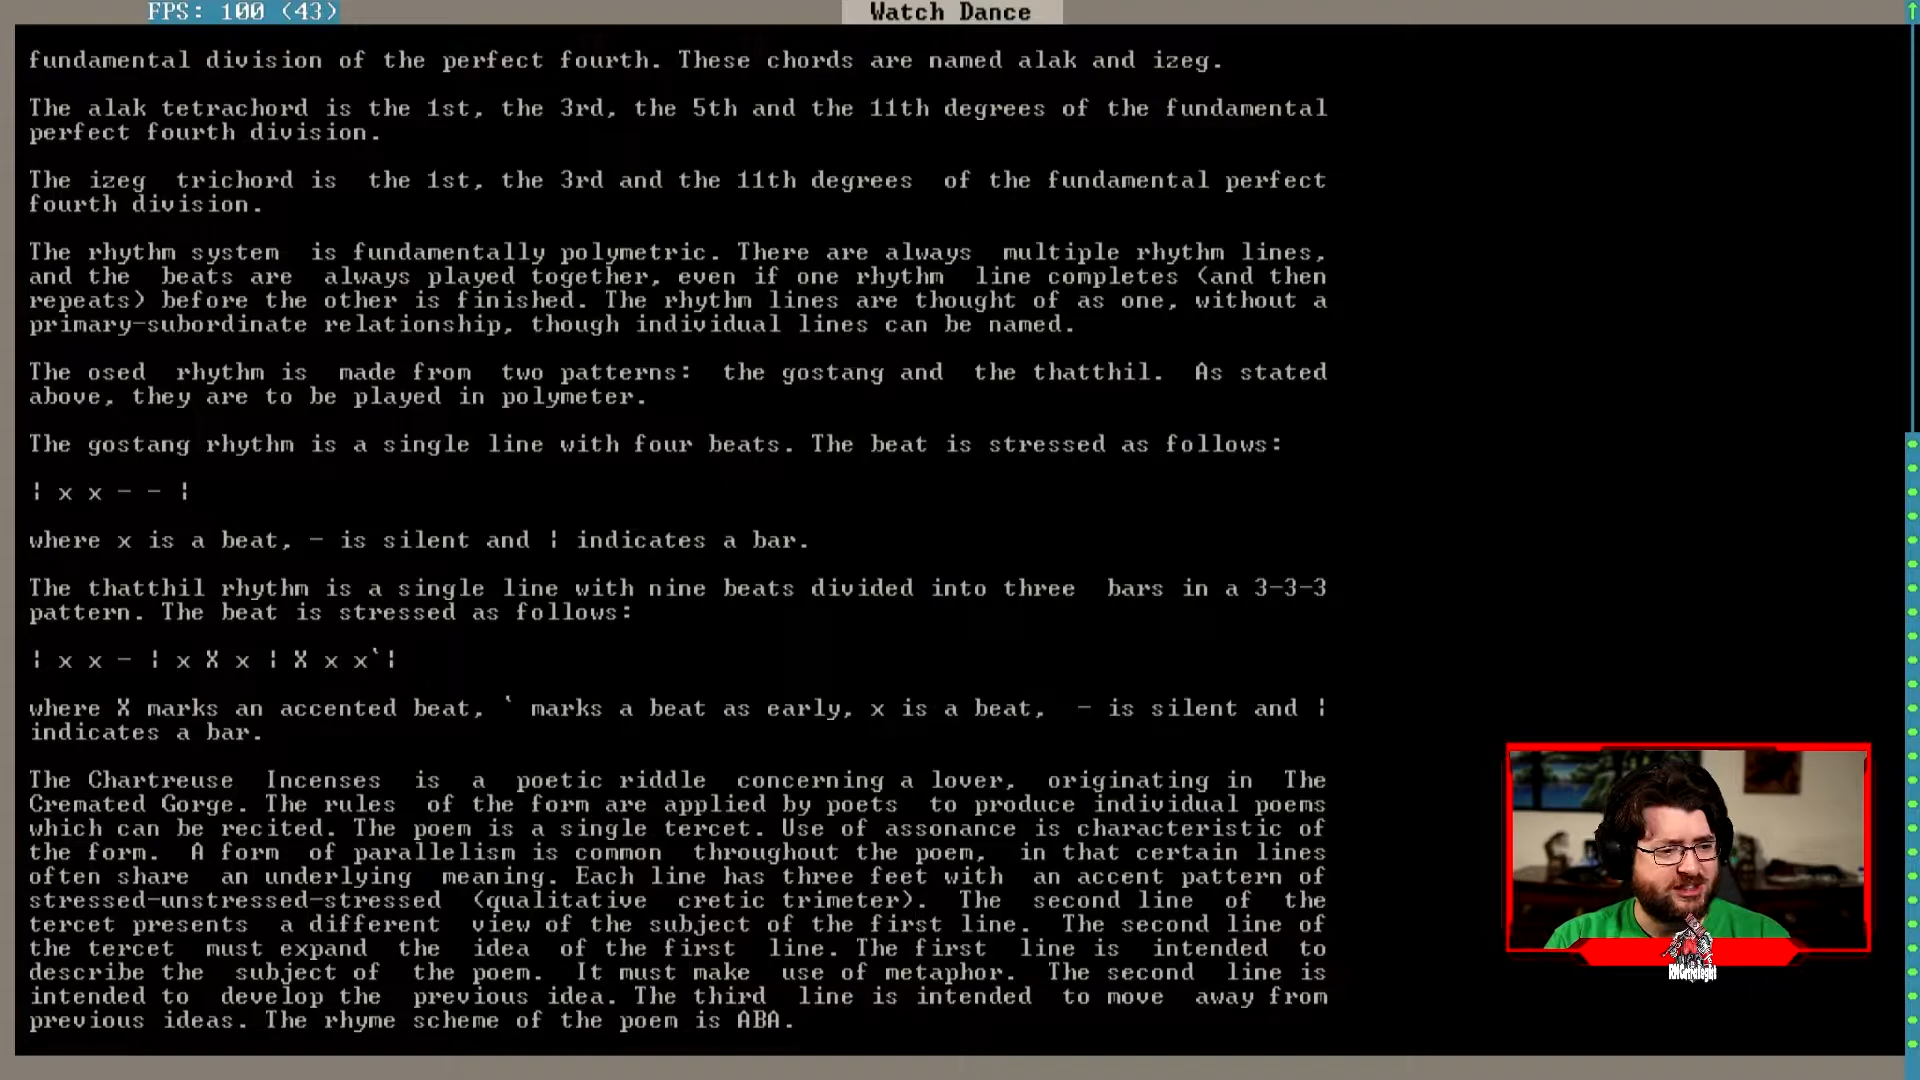 FPS: 100 (43)
Watch Dance
fundamental division of the perfect fourth. These chords are named alak and izeg.
The alak tetrachord is the 1st, the 3rd, the 5th and the 11th degrees of the fundamental
perfect fourth division.
The izeg trichord is the 1st, the 3rd and the 11th degrees of the fundamental perfect
fourth division.
The rhythm system is fundamentally polymetric. There are always multiple rhythm lines,
and the beats are always played together, even if one rhythm line completes (and then
repeats) before the other is finished. The rhythm lines are thought of as one, without a
primary-subordinate relationship, though individual lines can be named.
The osed rhythm is made from two patterns: the gostang and the thatthil. As stated
above, they are to be played in polymeter.
The gostang rhythm is a single line with four beats. The beat is stressed as follows:
¦ x x - - ¦
where x is a beat, - is silent and ¦ indicates a bar.
The thatthil rhythm is a single line with nine beats divided into three bars in a 3-3-3
pattern. The beat is stressed as follows:
¦ x x - ¦ x X x ¦ X x x`¦
where X marks an accented beat, ` marks a beat as early, x is a beat, - is silent and ¦
indicates a bar.
The Chartreuse Incenses is a poetic riddle concerning a lover, originating in The
Cremated Gorge. The rules of the form are applied by poets to produce individual poems
which can be recited. The poem is a single tercet. Use of assonance is characteristic of
the form. A form of parallelism is common throughout the poem, in that certain lines
often share an underlying meaning. Each line has three feet with an accent pattern of
stressed-unstressed-stressed (qualitative cretic trimeter). The second line of the
tercet presents a different view of the subject of the first line. The second line of
the tercet must expand the idea of the first line. The first line is intended to
describe the subject of the poem. It must make use of metaphor. The second line is
intended to develop the previous idea. The third line is intended to move away from
previous ideas. The rhyme scheme of the poem is ABA.